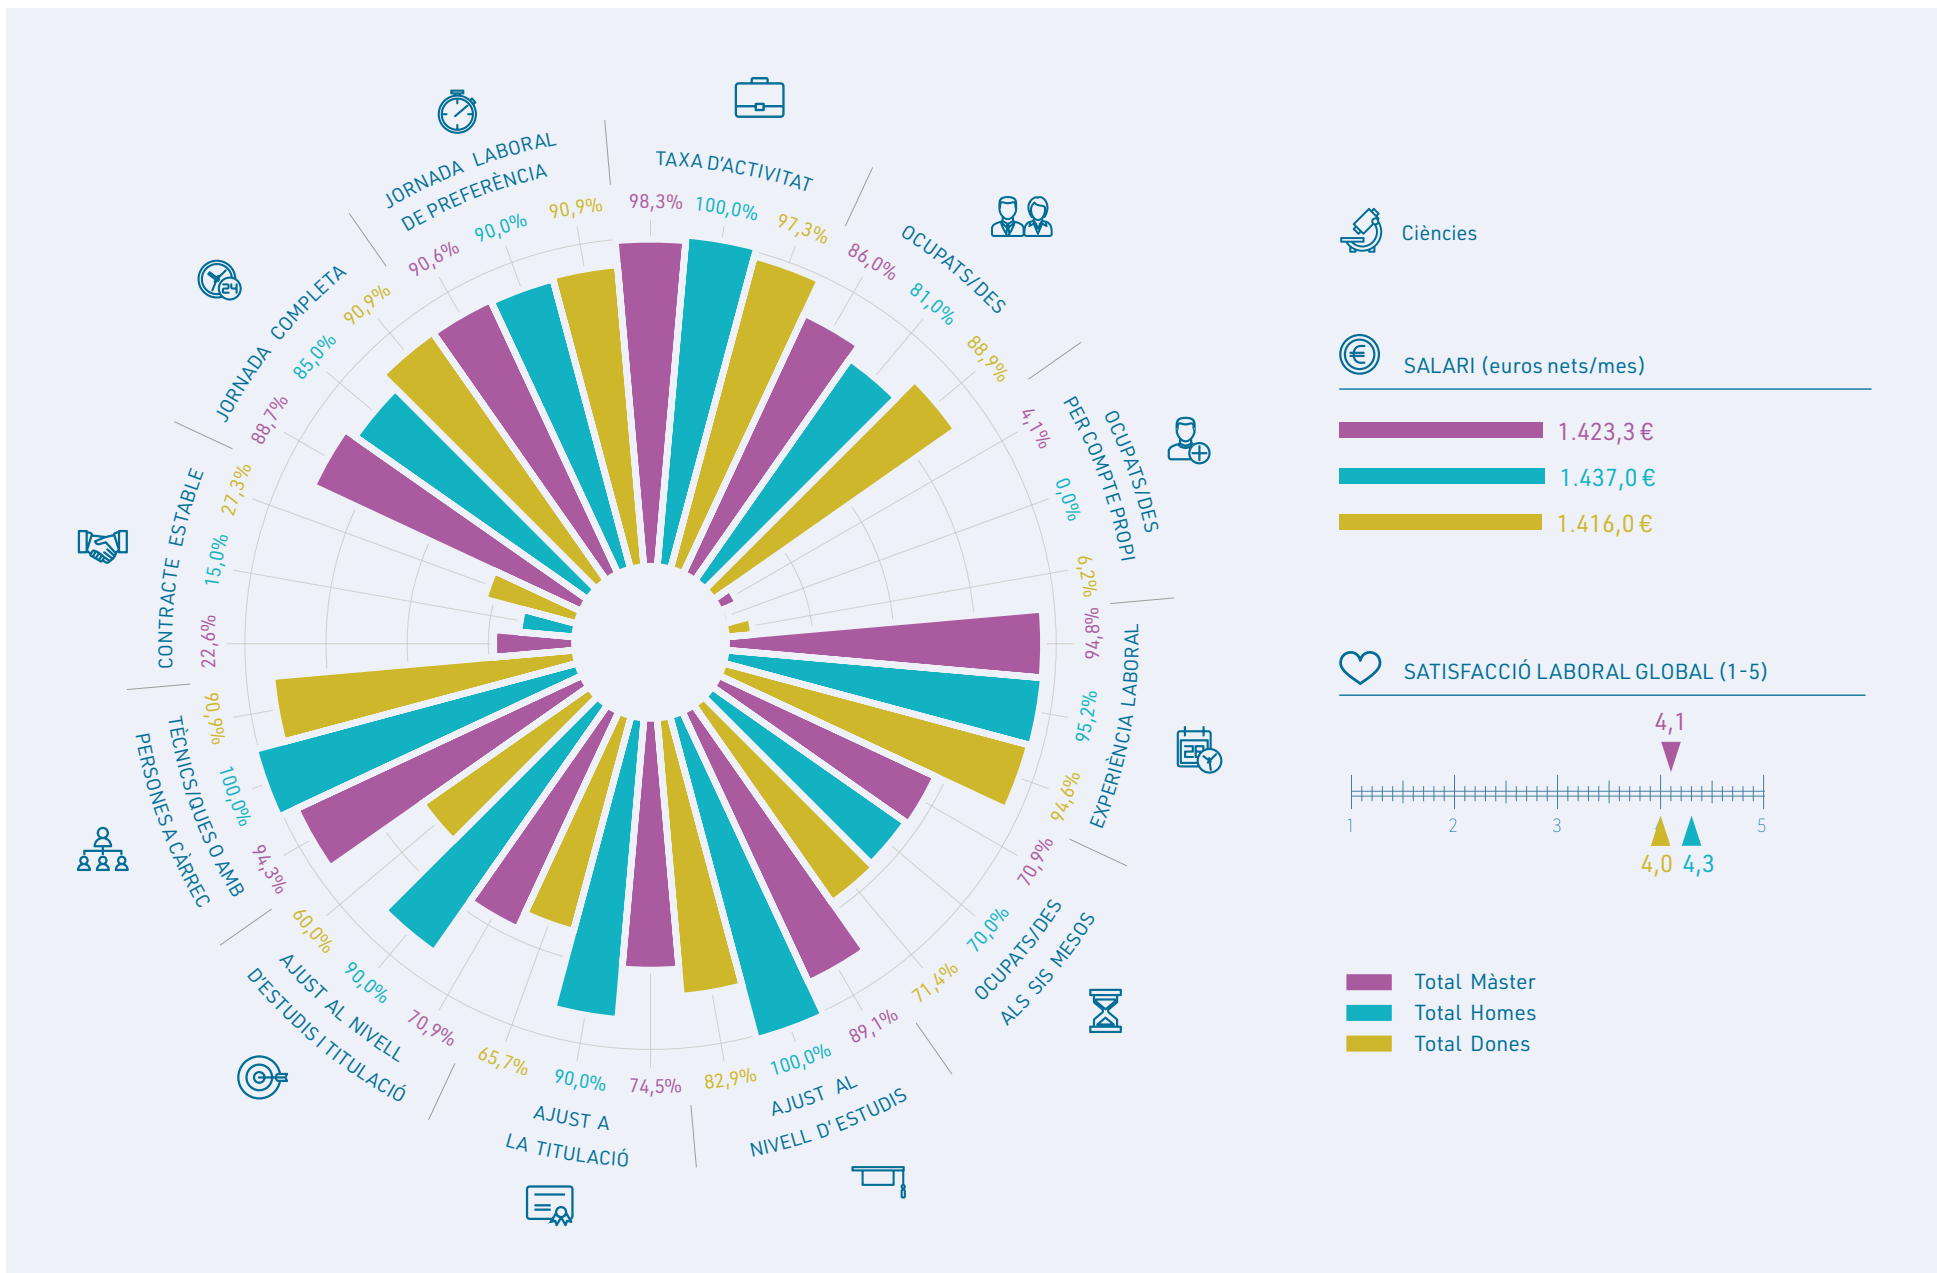 JORNADA LABORAL
DE PREFERÈNCIA
90,6%
90,0%
90,9%
TAXA D'ACTIVITAT
98,3%
100,0%
97,3%
OCUPATS/DES
86,0%
81,0%
88,9%
OCUPATS/DES
PER COMPTE PROPI
4,1%
0,0%
6,2%
EXPERIÈNCIA LABORAL
94,8%
95,2%
94,6%
OCUPATS/DES
ALS SIS MESOS
70,9%
70,0%
71,4%
AJUST AL
NIVELL D'ESTUDIS
89,1%
100,0%
82,9%
AJUST A
LA TITULACIÓ
74,5%
90,0%
65,7%
AJUST AL NIVELL
D'ESTUDIS I TITULACIÓ
70,9%
90,0%
60,0%
TÈCNICS/QUES O AMB
PERSONES A CÀRREC
94,3%
100,0%
90,9%
CONTRACTE ESTABLE
22,6%
15,0%
27,3%
JORNADA COMPLETA
88,7%
85,0%
90,9%
24
Ciències
SALARI (euros nets/mes)
1.423,3 €
1.437,0 €
1.416,0 €
SATISFACCIÓ LABORAL GLOBAL (1-5)
4,1
1 2 3 5
4,0 4,3
Total Màster
Total Homes
Total Dones